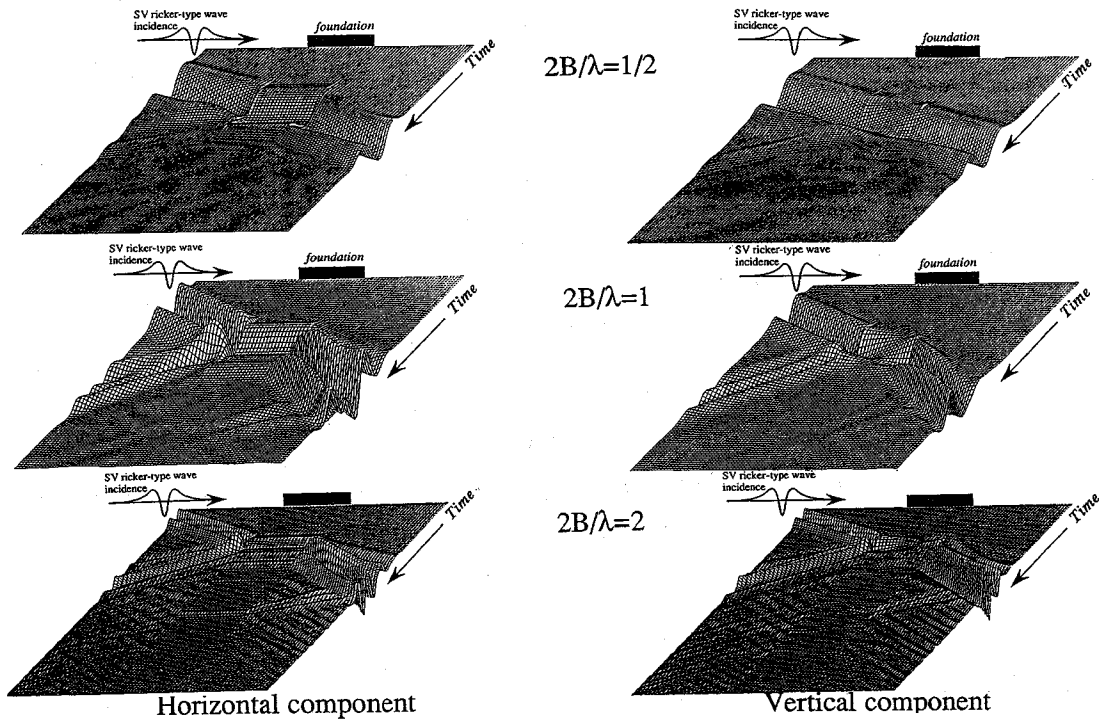 SV ricker-type wave
incidence
foundation
Time
2B/λ=1/2
SV ricker-type wave
incidence
foundation
Time
SV ricker-type wave
incidence
foundation
Time
2B/λ=1
SV ricker-type wave
incidence
foundation
Time
SV ricker-type wave
incidence
Time
2B/λ=2
SV ricker-type wave
incidence
Time
Horizontal component
Vertical component